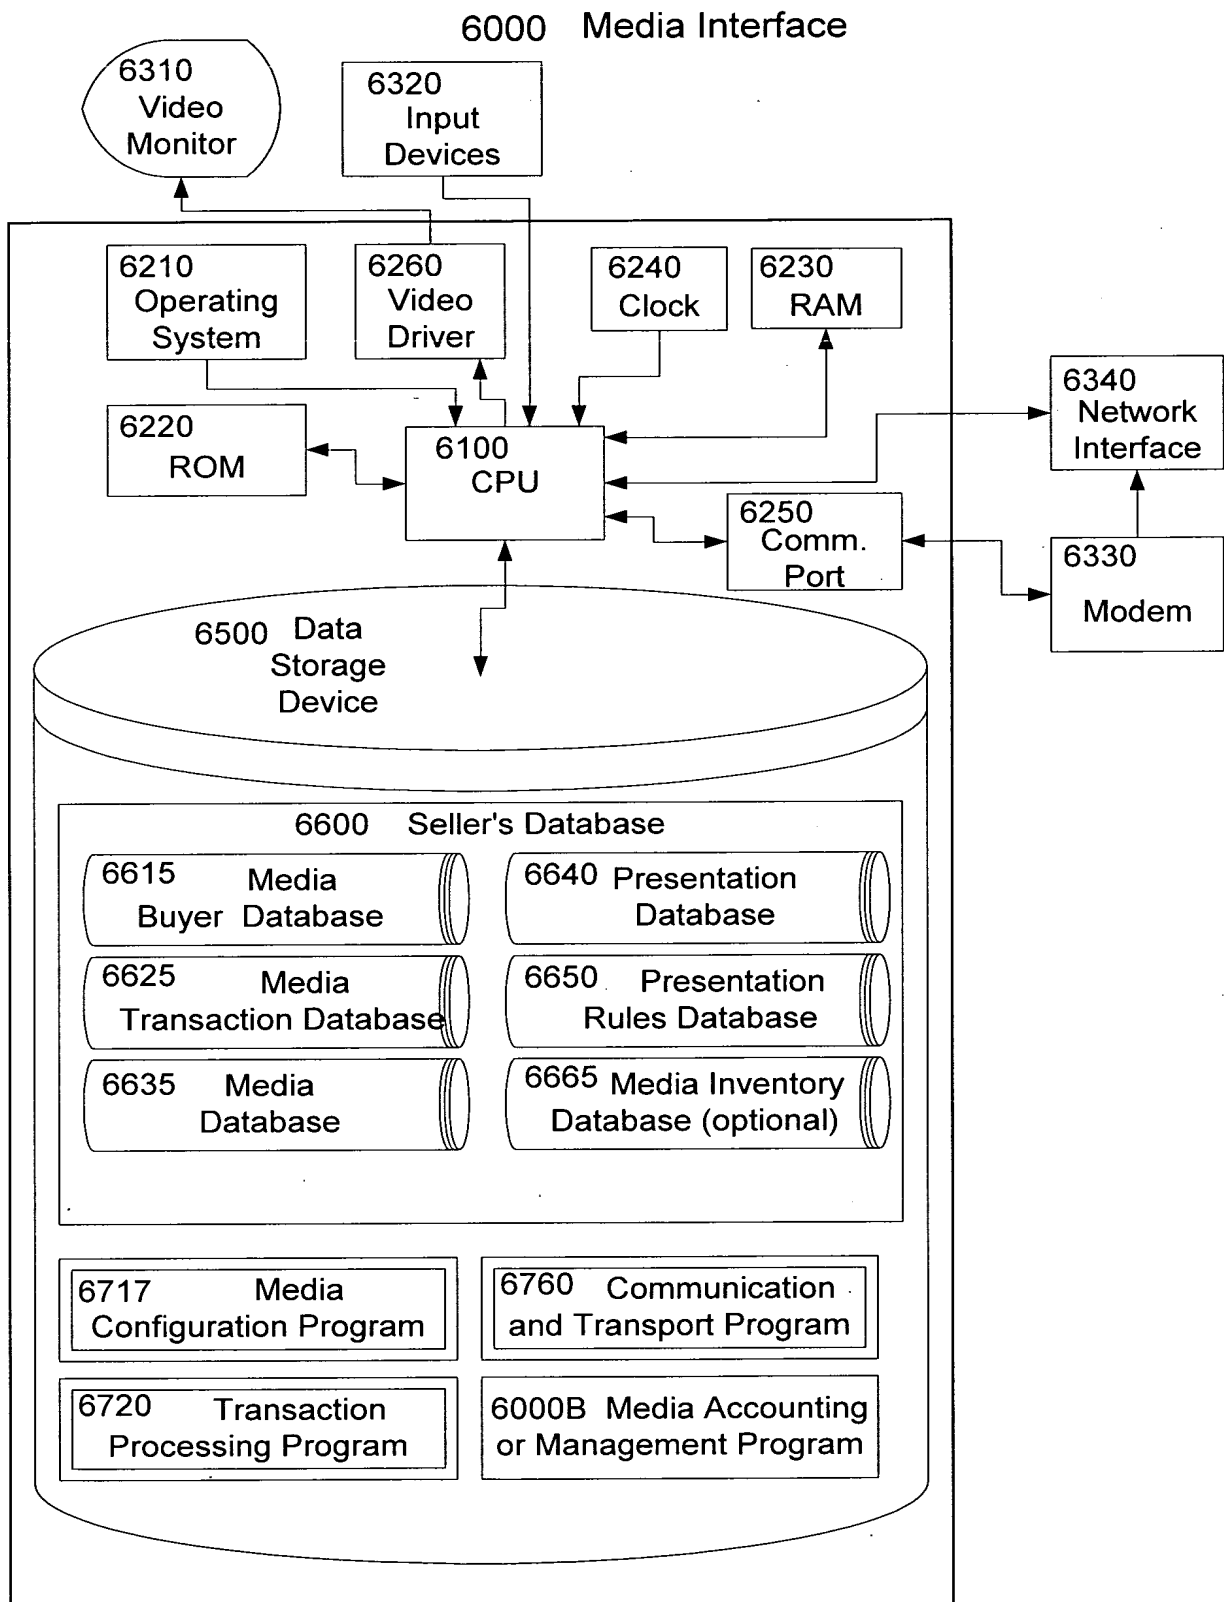 6000 Media Interface
6310
Video
Monitor
6320
Input
Devices
6210
Operating
System
6260
Video
Driver
6240
Clock
6230
RAM
6340
Network
Interface
6220
ROM
6100
CPU
6250
Comm.
Port
6330
Modem
6500 Data
Storage
Device
6600 Seller's Database
6615 Media
Buyer Database
6640 Presentation
Database
6625 Media
Transaction Database
6650 Presentation
Rules Database
6635 Media
Database
6665 Media Inventory
Database (optional)
6717 Media
Configuration Program
6760 Communication
and Transport Program
6720 Transaction
Processing Program
6000B Media Accounting
or Management Program